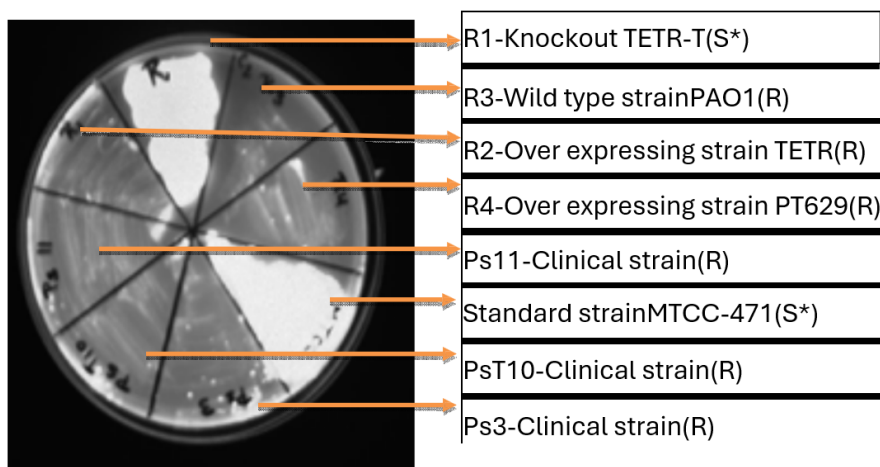 R1-Knockout TETR-T(S*)
R3-Wild type strainPAO1(R)
R2-Over expressing strain TETR(R)
R4-Over expressing strain PT629(R)
Ps11-Clinical strain(R)
Standard strainMTCC-471(S*)
PsT10-Clinical strain(R)
Ps3-Clinical strain(R)